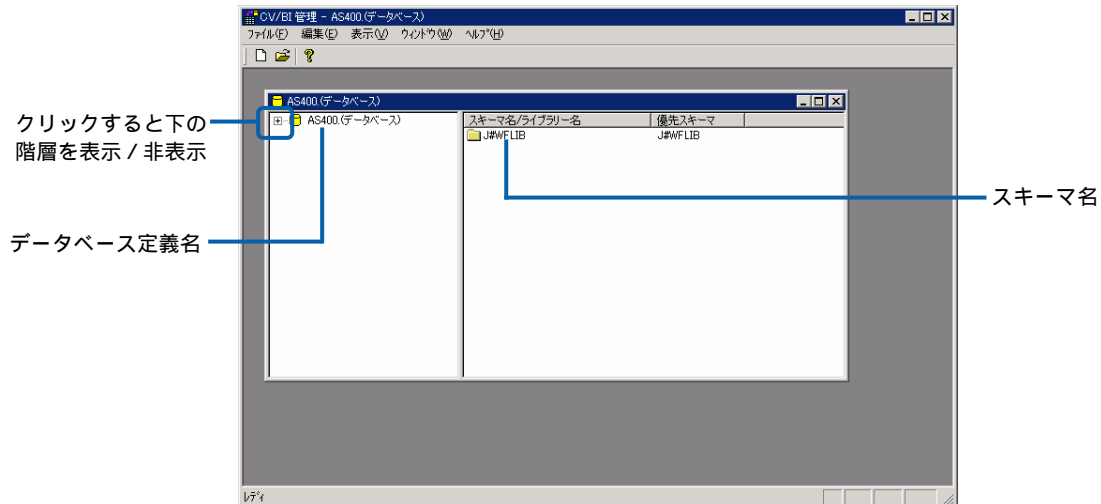 CV/BI 管理 - AS400.(データベース)
ファイル(F) 編集(E) 表示(V) ウィンドウ(W) ヘルプ(H)
AS400.(データベース)
AS400.(データベース)
スキーマ名/ライブラリー名 優先スキーマ
J#WFLIB J#WFLIB
クリックすると下の
階層を表示 / 非表示
データベース定義名
スキーマ名
レディ